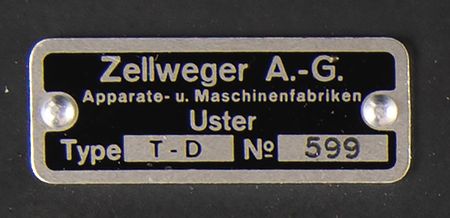 Zellweger A.-G.
Apparate- u. Maschinenfabriken
Uster
Type T-D № 599